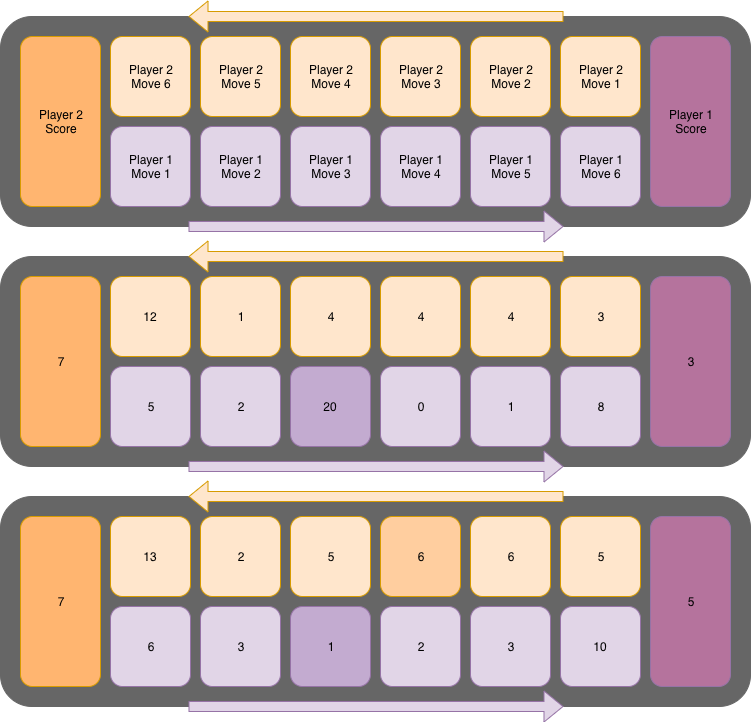 Player 2
Score
Player 2
Move 6
Player 2
Move 5
Player 2
Move 4
Player 2
Move 3
Player 2
Move 2
Player 2
Move 1
Player 1
Score
Player 1
Move 1
Player 1
Move 2
Player 1
Move 3
Player 1
Move 4
Player 1
Move 5
Player 1
Move 6
7
12
1
4
4
4
3
3
5
2
20
0
1
8
7
13
2
5
6
6
5
5
6
3
1
2
3
10